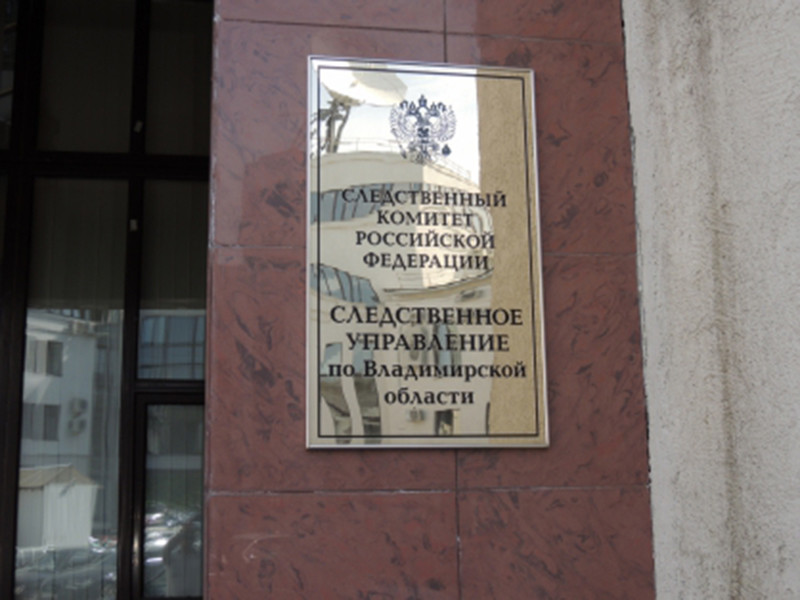 СЛЕДСТВЕННЫЙ
КОМИТЕТ
РОССИЙСКОЙ
ФЕДЕРАЦИИ
СЛЕДСТВЕННОЕ
УПРАВЛЕНИЕ
по Владимирской
области